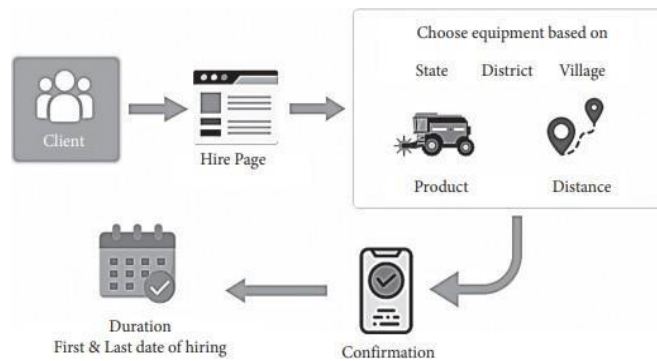 Choose equipment based on
State District Village
Client
Hire Page
Product Distance
Confirmation
Duration
First & Last date of hiring